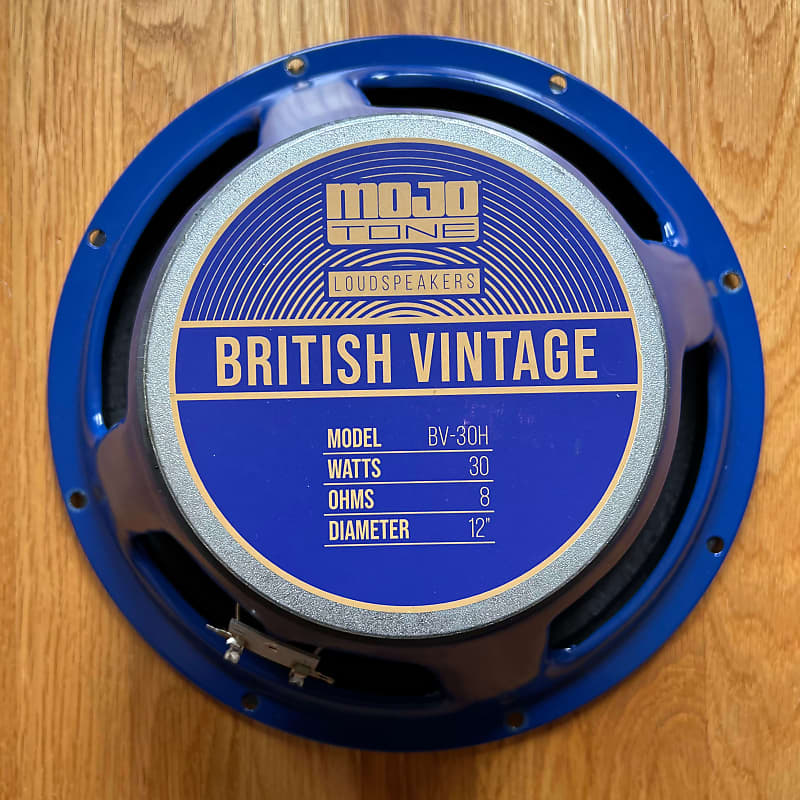 MOJO
TONE
LOUDSPEAKERS
BRITISH VINTAGE
MODEL BV-30H
WATTS 30
OHMS 8
DIAMETER 12"